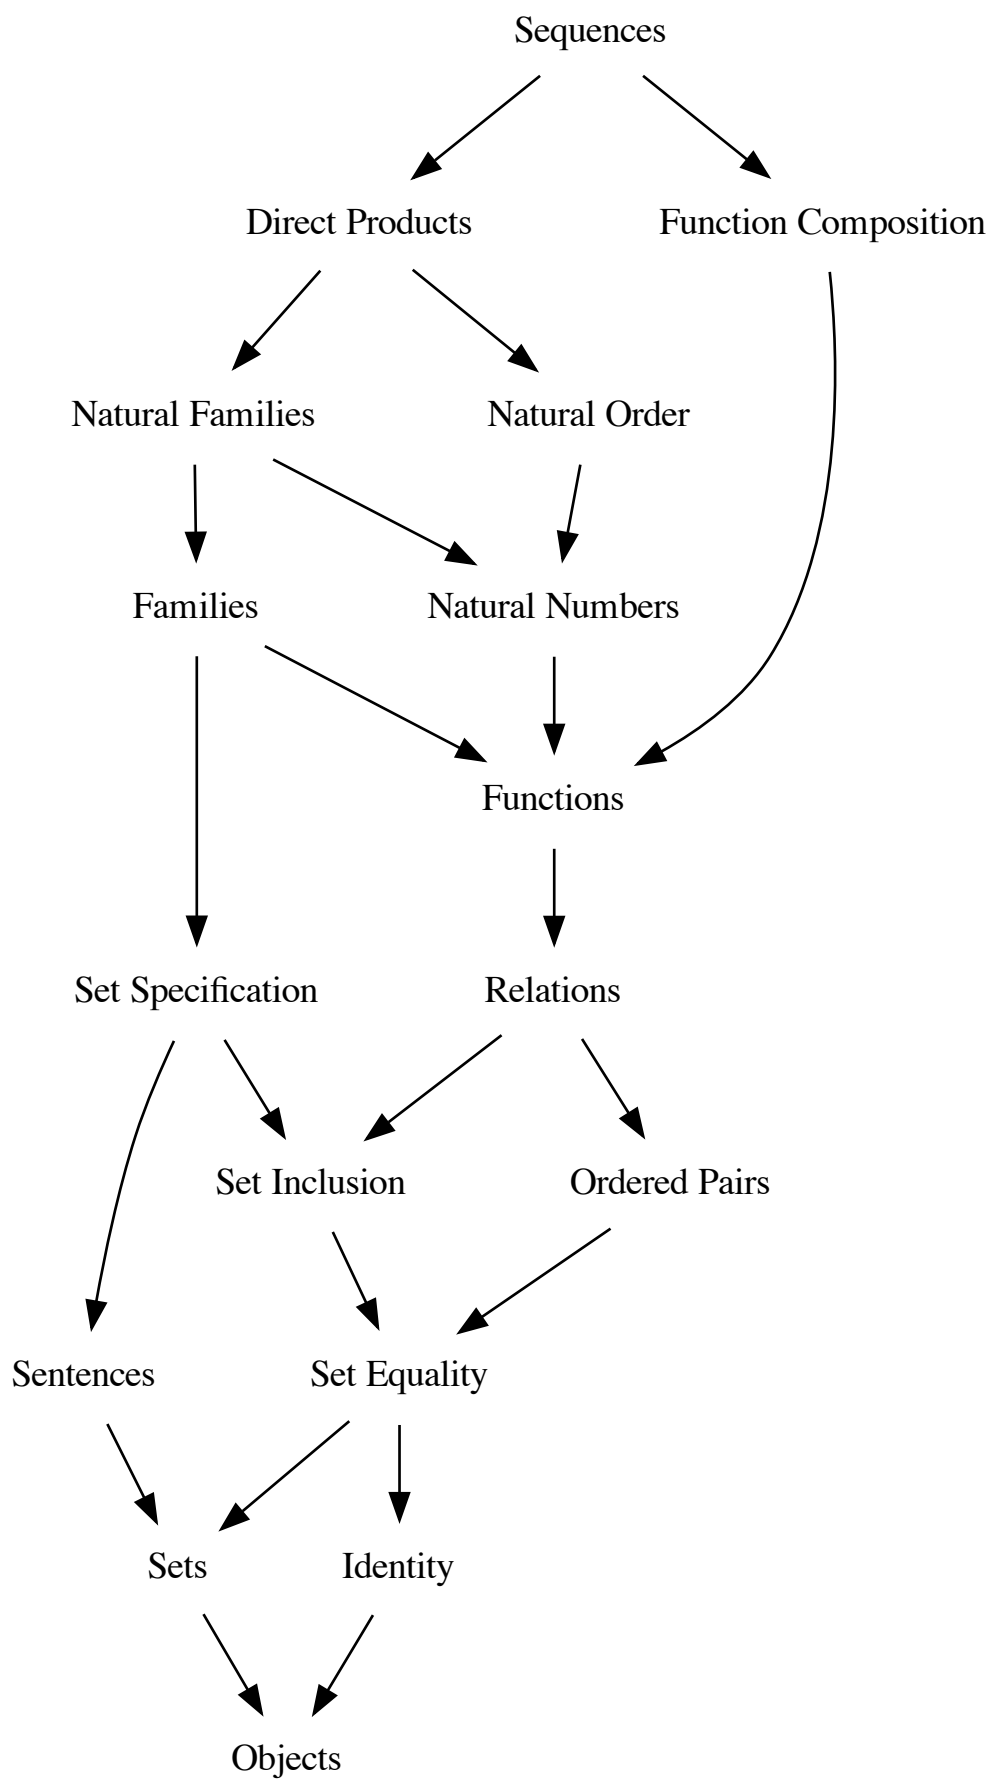 Sequences
Direct Products
Function Composition
Natural Families
Natural Order
Families
Natural Numbers
Functions
Set Specification
Relations
Set Inclusion
Ordered Pairs
Sentences
Set Equality
Sets
Identity
Objects